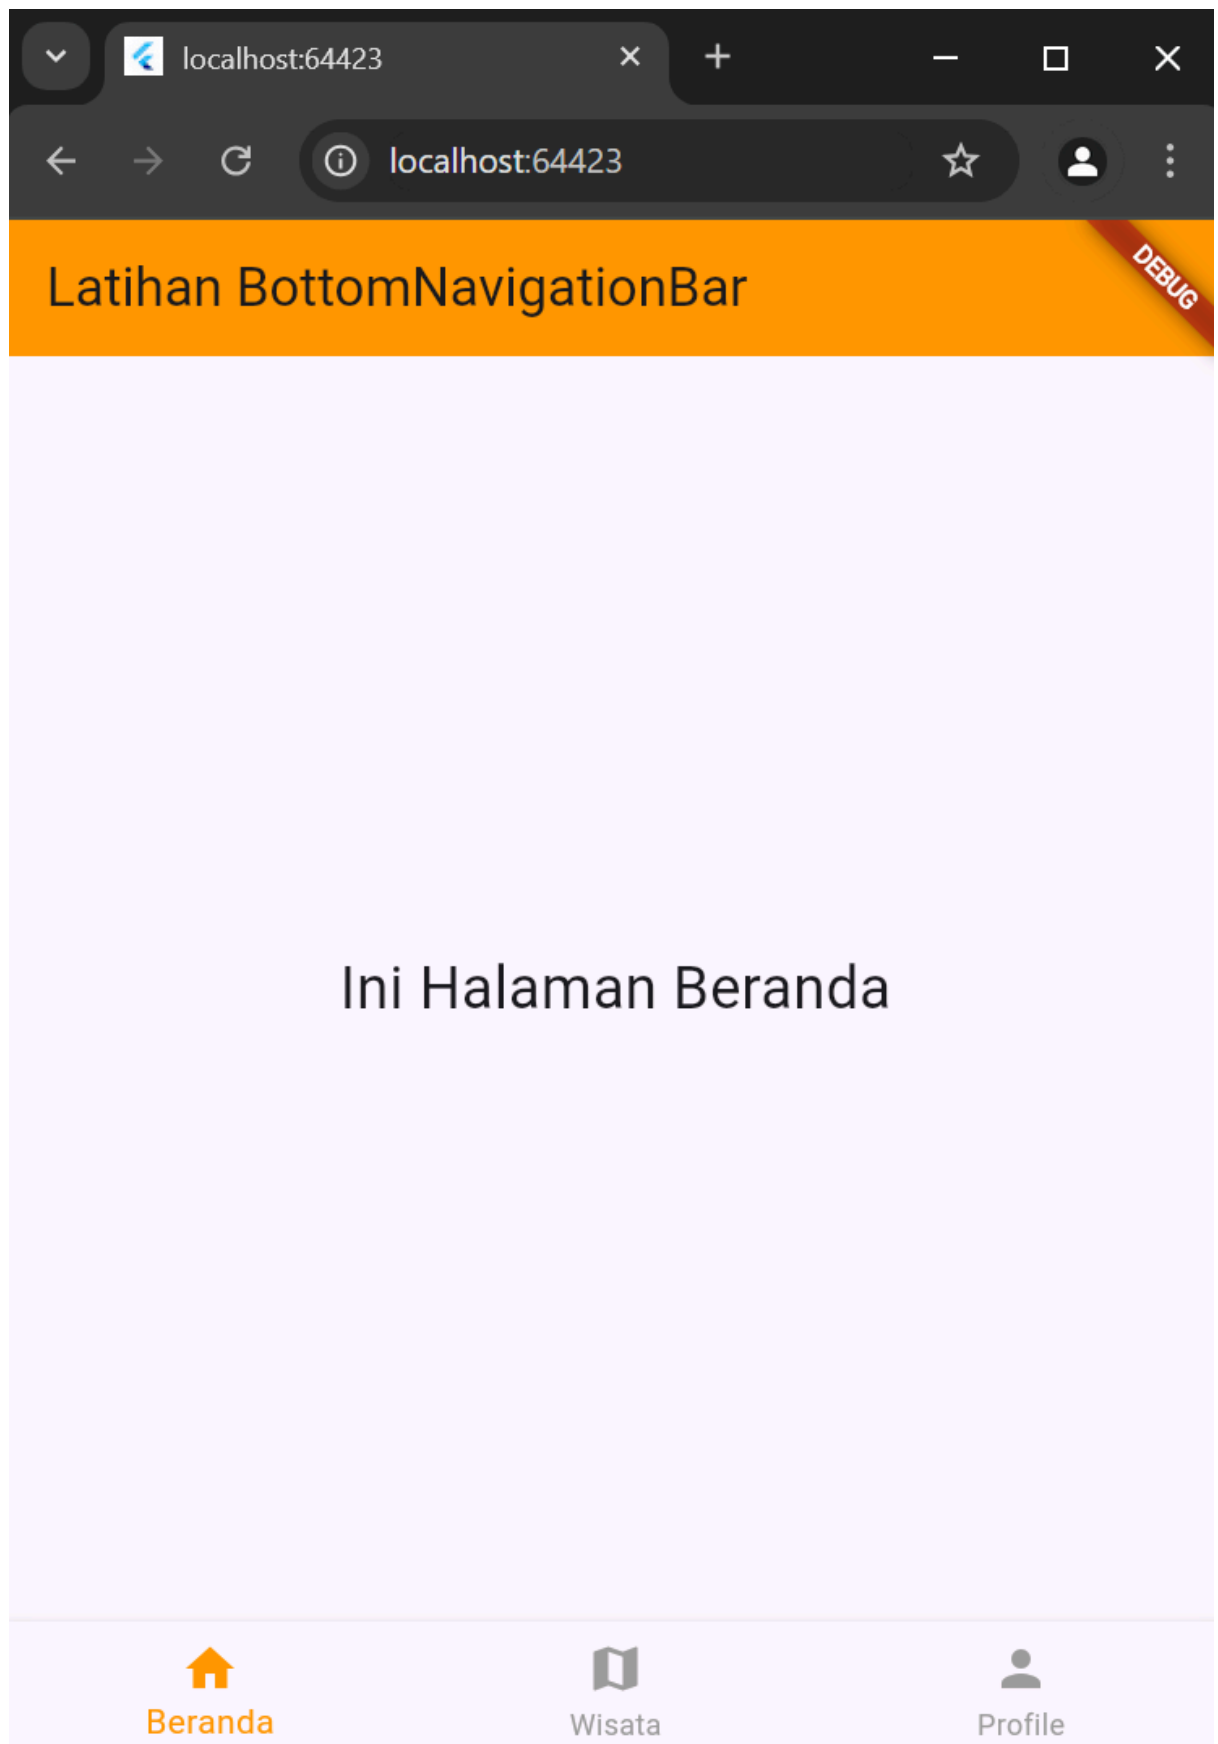 localhost:64423
localhost:64423
Latihan BottomNavigationBar
DEBUG
Ini Halaman Beranda
Beranda
Wisata
Profile